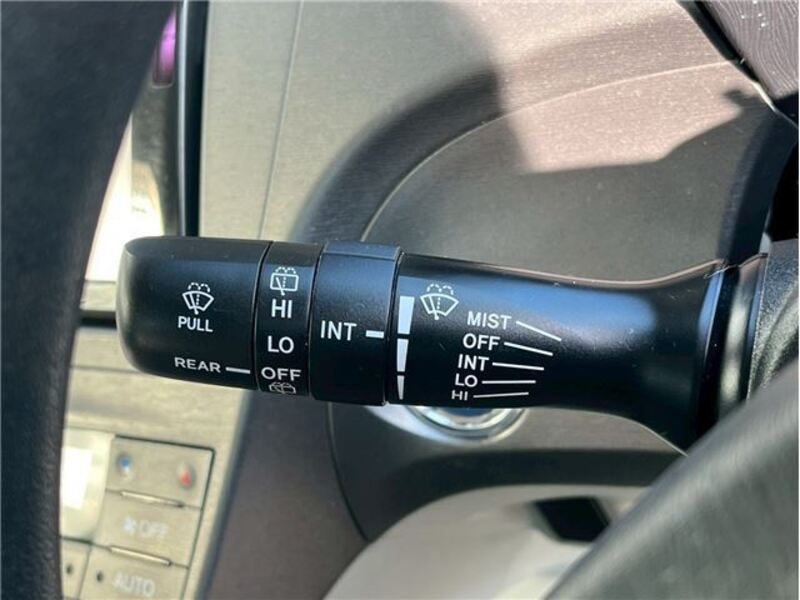 PULL
REAR
HI
LO
OFF
INT
MIST
OFF
INT
LO
HI
OFF
AUTO